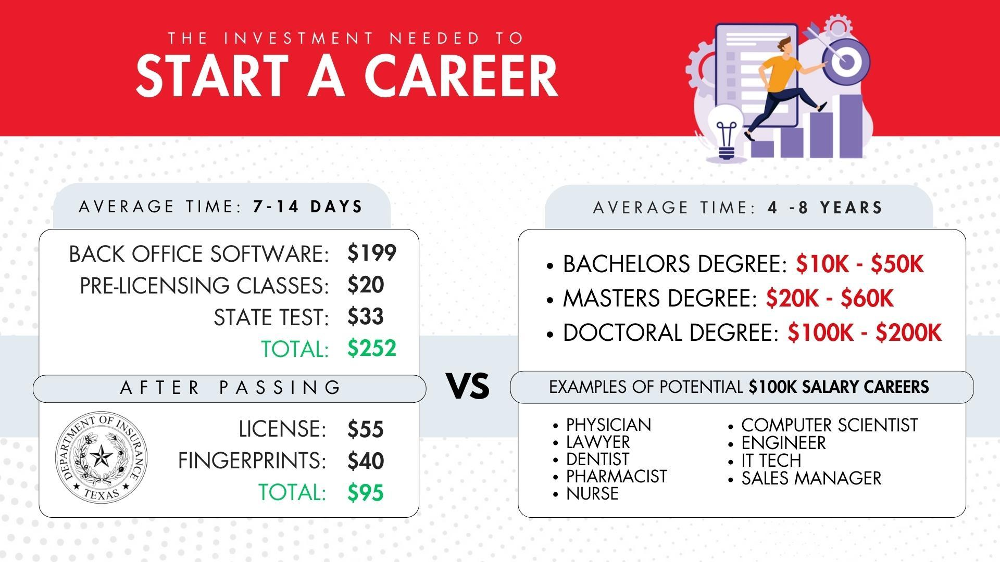 THE INVESTMENT NEEDED TO
START A CAREER
AVERAGE TIME: 7-14 DAYS
BACK OFFICE SOFTWARE: $199
PRE-LICENSING CLASSES: $20
STATE TEST: $33
TOTAL: $252
AFTER PASSING
DEPARTMENT OF INSURANCE
TEXAS
LICENSE: $55
FINGERPRINTS: $40
TOTAL: $95
VS
AVERAGE TIME: 4 -8 YEARS
• BACHELORS DEGREE: $10K - $50K
• MASTERS DEGREE: $20K - $60K
• DOCTORAL DEGREE: $100K - $200K
EXAMPLES OF POTENTIAL $100K SALARY CAREERS
• PHYSICIAN
• LAWYER
• DENTIST
• PHARMACIST
• NURSE
• COMPUTER SCIENTIST
• ENGINEER
• IT TECH
• SALES MANAGER